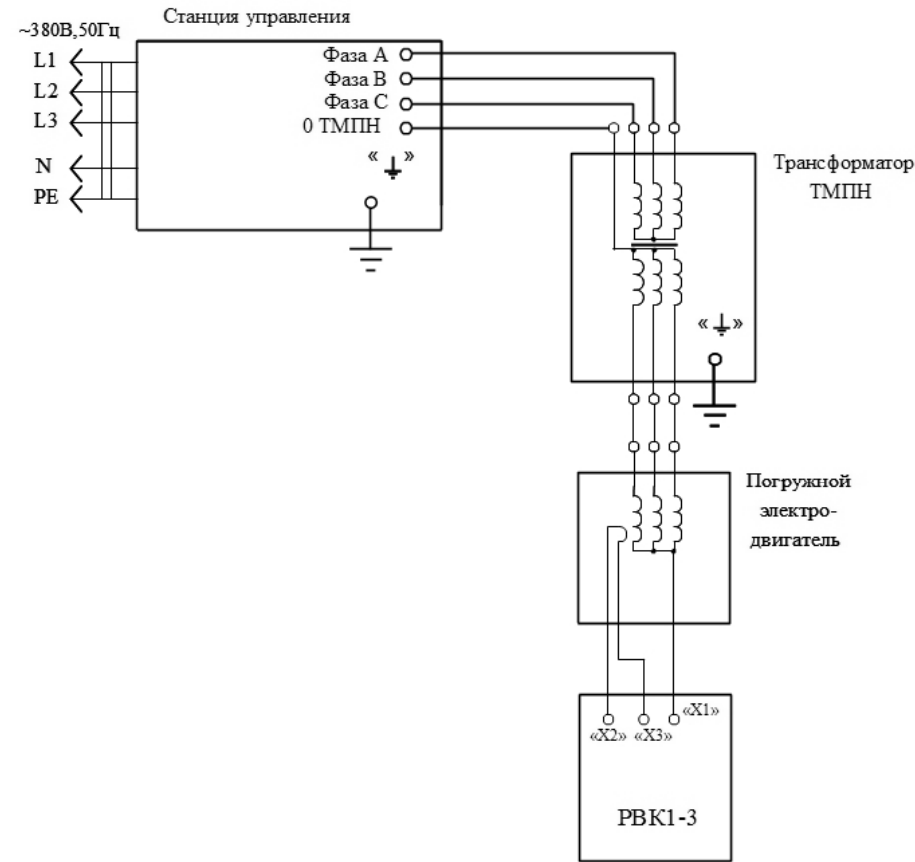 Станция управления
~380В,50Гц
L1
L2
L3
N
PE
Фаза А
Фаза В
Фаза С
0 ТМПН
« »
Трансформатор
ТМПН
« »
Погружной
электро-
двигатель
«X1»
«X2» «X3»
РВК1-3